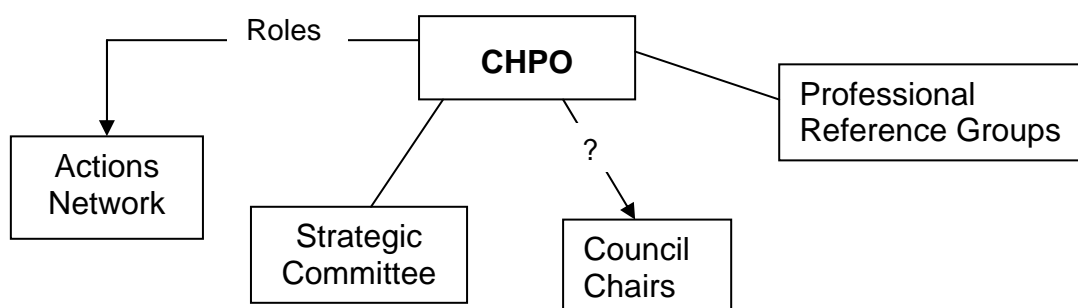 Roles
CHPO
Professional
Reference Groups
?
Actions
Network
Strategic
Committee
Council
Chairs